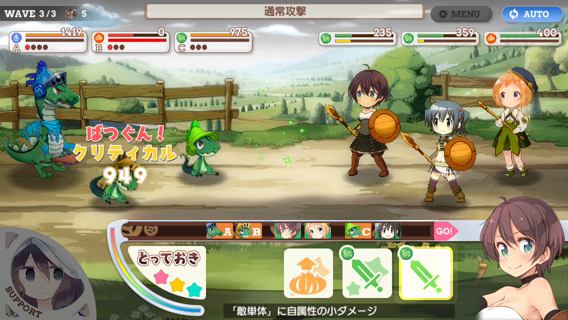 WAVE 3/3 5
通常攻撃
MENU
AUTO
1419
A
0
B
975
C
235
359
400
ばつぐん!
クリティカル
949
A B C GO!
とっておき
SUPPORT
「敵単体」に自属性の小ダメージ